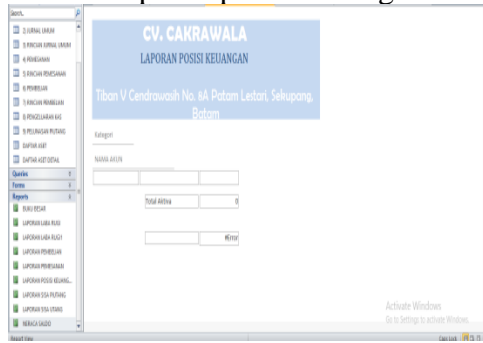 Search..
2) JURNAL UMUM
3) RINCIAN JURNAL UMUM
4) PEMESANAN
5) RINCIAN PEMESANAN
6) PEMBELIAN
7) RINCIAN PEMBELIAN
8) PENGELUARAN KAS
9) PELUNASAN PIUTANG
DAFTAR ASET
DAFTAR ASET DETAIL
Queries
Forms
Reports
BUKU BESAR
LAPORAN LABA RUGI
LAPORAN LABA RUGI1
LAPORAN PEMBELIAN
LAPORAN PEMESANAN
LAPORAN POSISI KEUANG...
LAPORAN SISA PIUTANG
LAPORAN SISA UTANG
NERACA SALDO
Report View
CV. CAKRAWALA
LAPORAN POSISI KEUANGAN
Tiban V Cendrawasih No. 8A Patam Lestari, Sekupang,
Batam
Kategori
NAMA AKUN
Total Aktiva 0
#Error
Activate Windows
Go to Settings to activate Windows.
Caps Lock